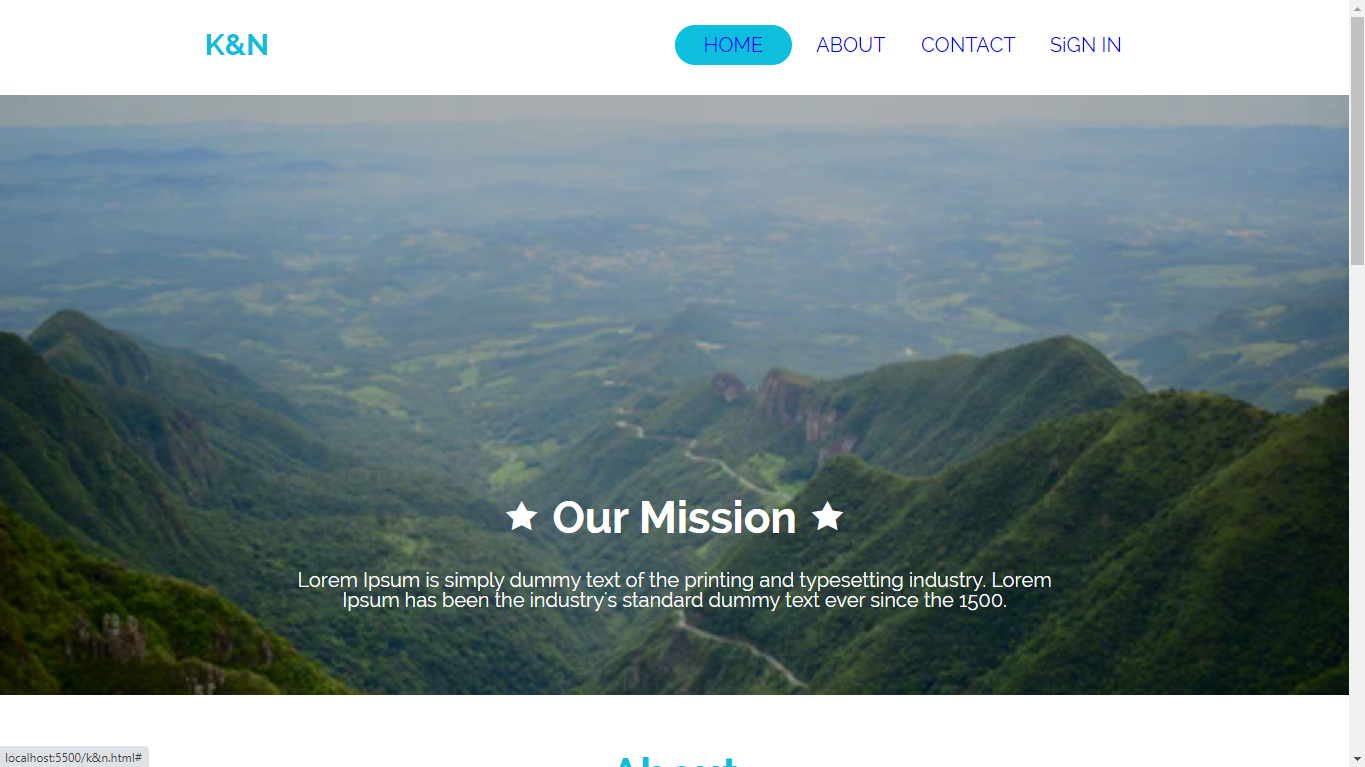 K&N
HOME
ABOUT
CONTACT
SiGN IN
Our Mission
Lorem Ipsum is simply dummy text of the printing and typesetting industry. Lorem
Ipsum has been the industry's standard dummy text ever since the 1500.
About
localhost:5500/k&n.html#